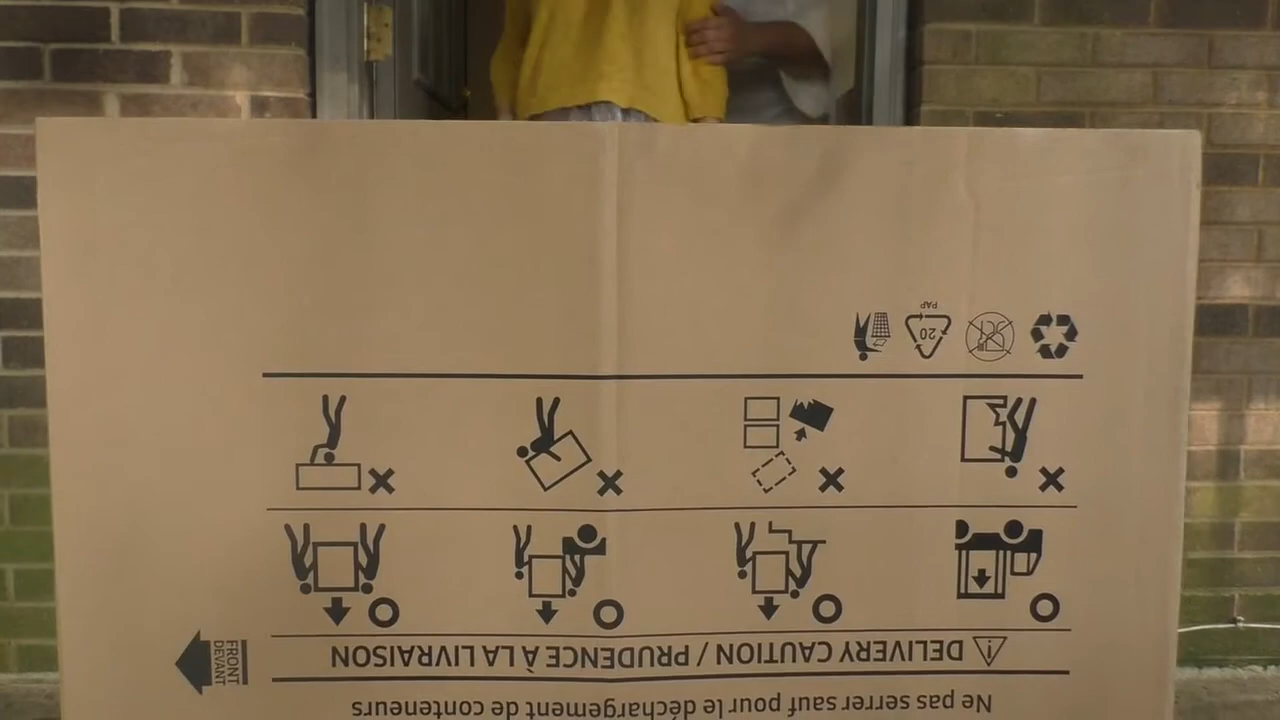 Ne pas serrer sauf pour le déchargement de conteneurs
DELIVERY CAUTION / PRUDENCE À LA LIVRAISON
FRONT
DEVANT
20
PAP